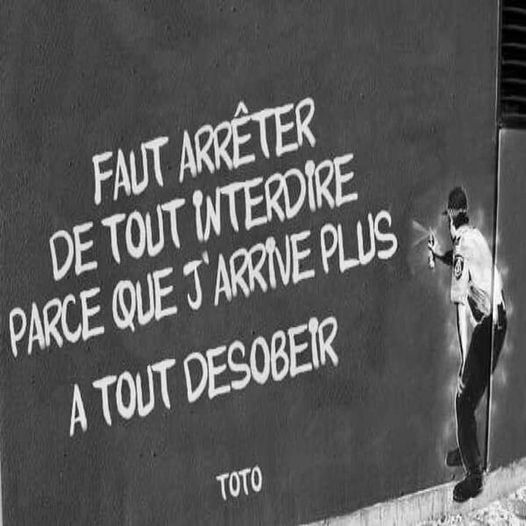 FAUT ARRÊTER
DE TOUT INTERDIRE
PARCE QUE J'ARRIVE PLUS
A TOUT DESOBEIR
TOTO